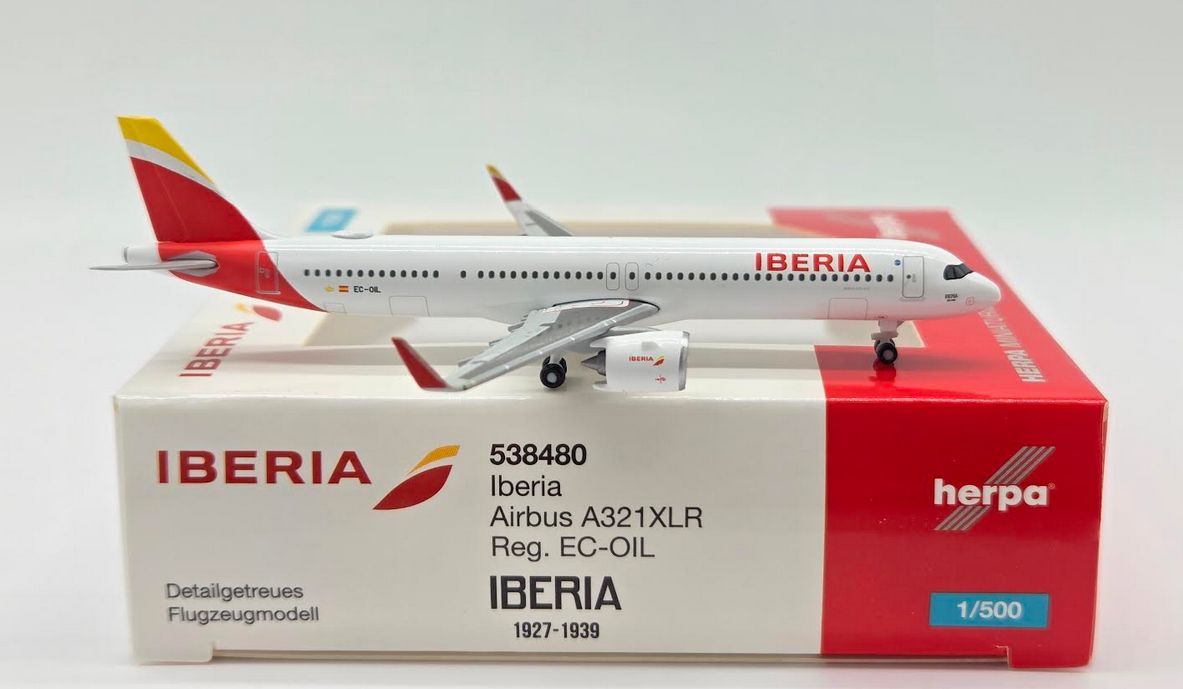 IBERIA
EC-OIL
IBERIA
IBERIA
HERPA
IBERIA
538480
Iberia
Airbus A321XLR
Reg. EC-OIL
IBERIA
1927-1939
Detailgetreues
Flugzeugmodell
herpa®
1/500